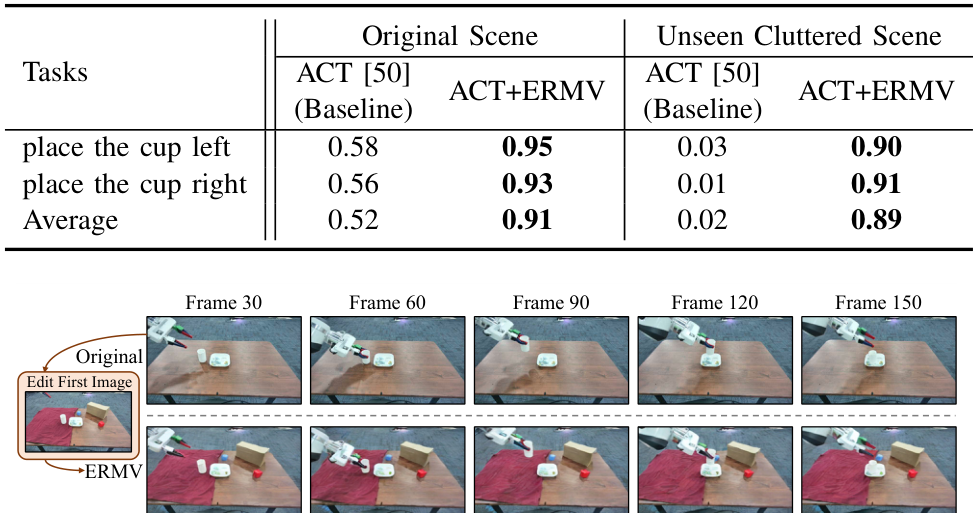 Tasks Original Scene Unseen Cluttered Scene
ACT [50] (Baseline) ACT+ERMV ACT [50] (Baseline) ACT+ERMV
place the cup left 0.58 0.95 0.03 0.90
place the cup right 0.56 0.93 0.01 0.91
Average 0.52 0.91 0.02 0.89
Frame 30 Frame 60 Frame 90 Frame 120 Frame 150
Original
Edit First Image
ERMV